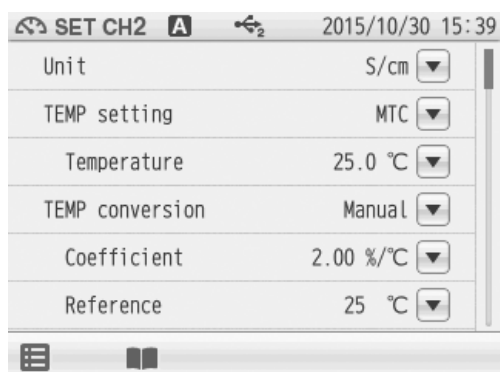 SET CH2 A 2 2015/10/30 15:39
Unit S/cm
TEMP setting MTC
Temperature 25.0 ℃
TEMP conversion Manual
Coefficient 2.00 %/℃
Reference 25 ℃